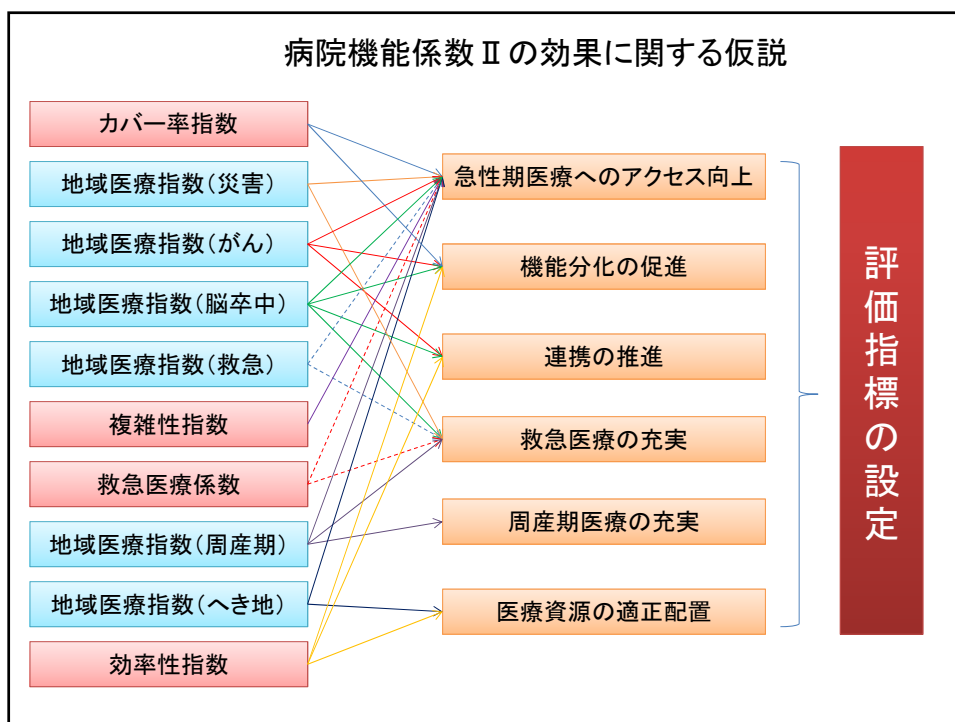 病院機能係数Ⅱの効果に関する仮説
カバー率指数
地域医療指数(災害)
地域医療指数(がん)
地域医療指数(脳卒中)
地域医療指数(救急)
複雑性指数
救急医療係数
地域医療指数(周産期)
地域医療指数(へき地)
効率性指数
急性期医療へのアクセス向上
機能分化の促進
連携の推進
救急医療の充実
周産期医療の充実
医療資源の適正配置
評価指標の設定